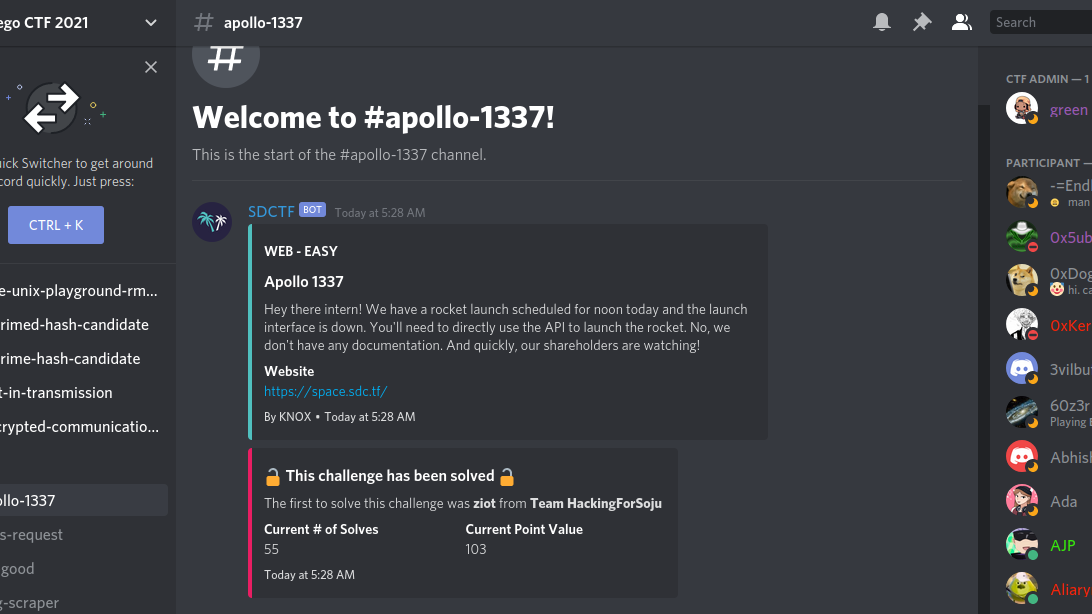 ego CTF 2021
apollo-1337
Search
uick Switcher to get around
cord quickly. Just press:
CTRL + K
e-unix-playground-rm...
rimed-hash-candidate
rime-hash-candidate
t-in-transmission
crypted-communicatio...
ollo-1337
s-request
good
g-scraper
Welcome to #apollo-1337!
This is the start of the #apollo-1337 channel.
SDCTF BOT Today at 5:28 AM
WEB - EASY
Apollo 1337
Hey there intern! We have a rocket launch scheduled for noon today and the launch
interface is down. You'll need to directly use the API to launch the rocket. No, we
don't have any documentation. And quickly, our shareholders are watching!
Website
https://space.sdc.tf/
By KNOX • Today at 5:28 AM
🔓 This challenge has been solved 🔓
The first to solve this challenge was ziot from Team HackingForSoju
Current # of Solves Current Point Value
55 103
Today at 5:28 AM
CTF ADMIN — 1
green
PARTICIPANT —
-=Endl
man
0x5ub
0xDog
hi. ca
0xKer
3vilbu
60z3r
Playing
Abhish
Ada
AJP
Aliary